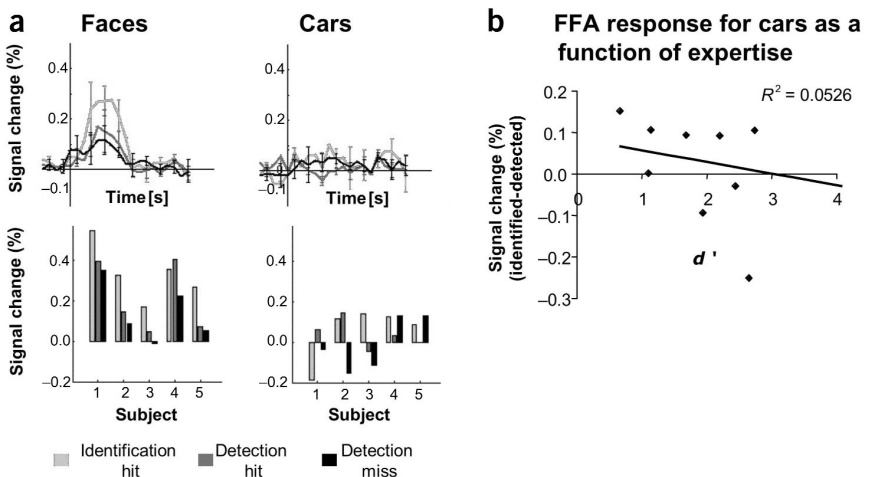 a
Faces
Cars
Signal change (%)
0.4
0.2
0
–0.1
Time[s]
0.4
0.2
0
–0.1
Time[s]
Signal change (%)
0.4
0.2
0.0
–0.2
1 2 3 4 5
Subject
0.4
0.2
0.0
–0.2
1 2 3 4 5
Subject
Identification hit
Detection hit
Detection miss
b
FFA response for cars as a
function of expertise
R² = 0.0526
Signal change (%)
(identified-detected)
0.2
0.1
0.0
–0.1
–0.2
–0.3
0 1 2 3 4
d '